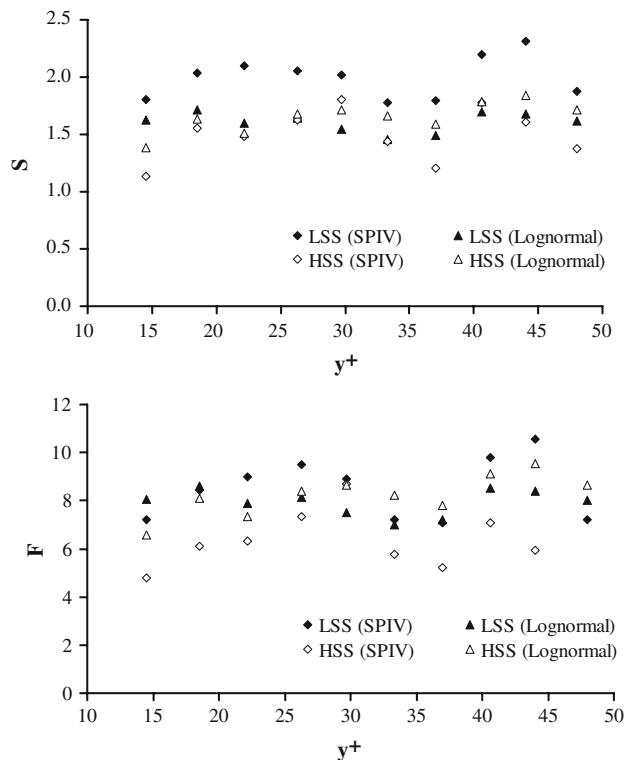 2.5
2.0
1.5
S
1.0
0.5
0.0
LSS (SPIV) LSS (Lognormal)
HSS (SPIV) HSS (Lognormal)
10 15 20 25 30 35 40 45 50
y+
12
10
8
F
6
4
2
0
LSS (SPIV) LSS (Lognormal)
HSS (SPIV) HSS (Lognormal)
10 15 20 25 30 35 40 45 50
y+